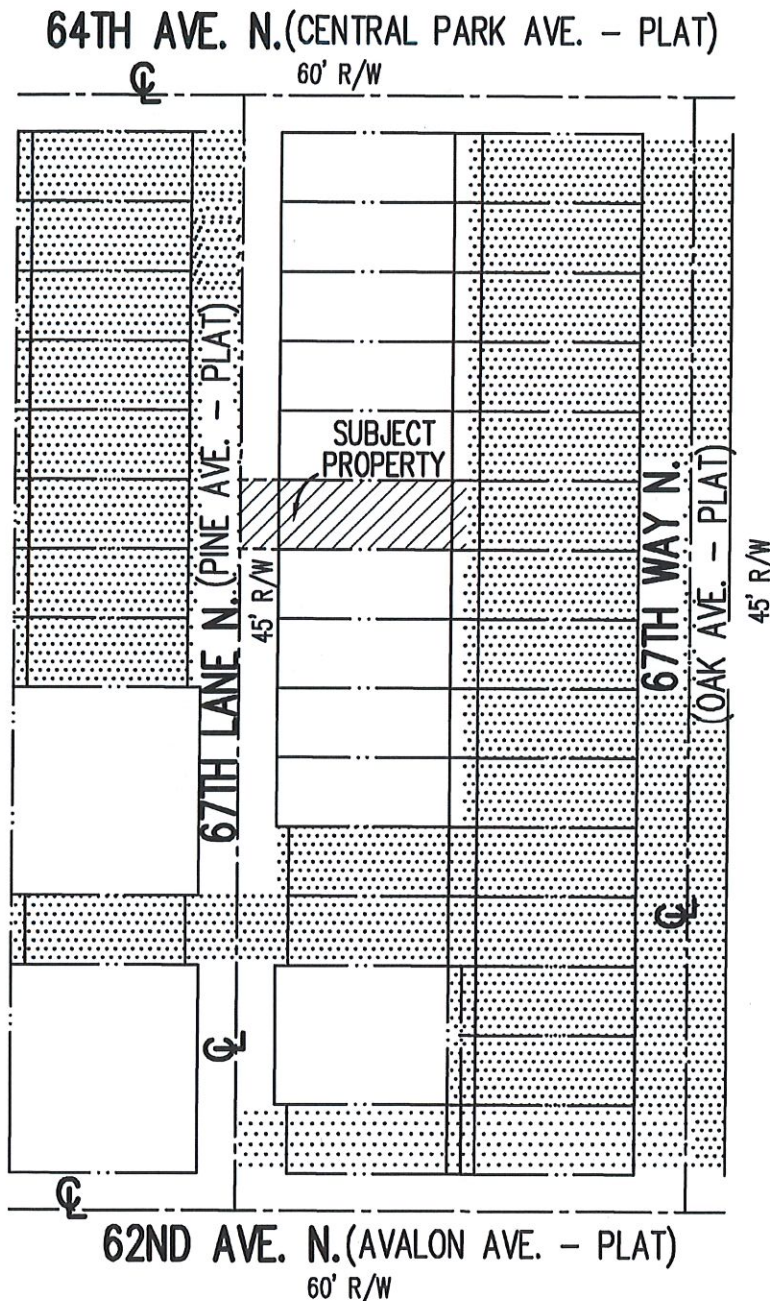 64TH AVE. N. (CENTRAL PARK AVE. - PLAT)
60' R/W
℄
SUBJECT
PROPERTY
67TH LANE N. (PINE AVE. - PLAT)
45' R/W
67TH WAY N.
(OAK AVE. - PLAT)
45' R/W
℄
℄
℄
62ND AVE. N. (AVALON AVE. - PLAT)
60' R/W